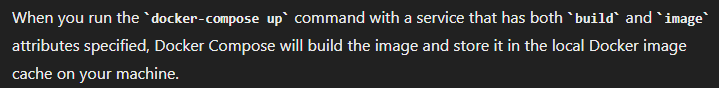 When you run the `docker-compose up` command with a service that has both `build` and `image`
attributes specified, Docker Compose will build the image and store it in the local Docker image
cache on your machine.